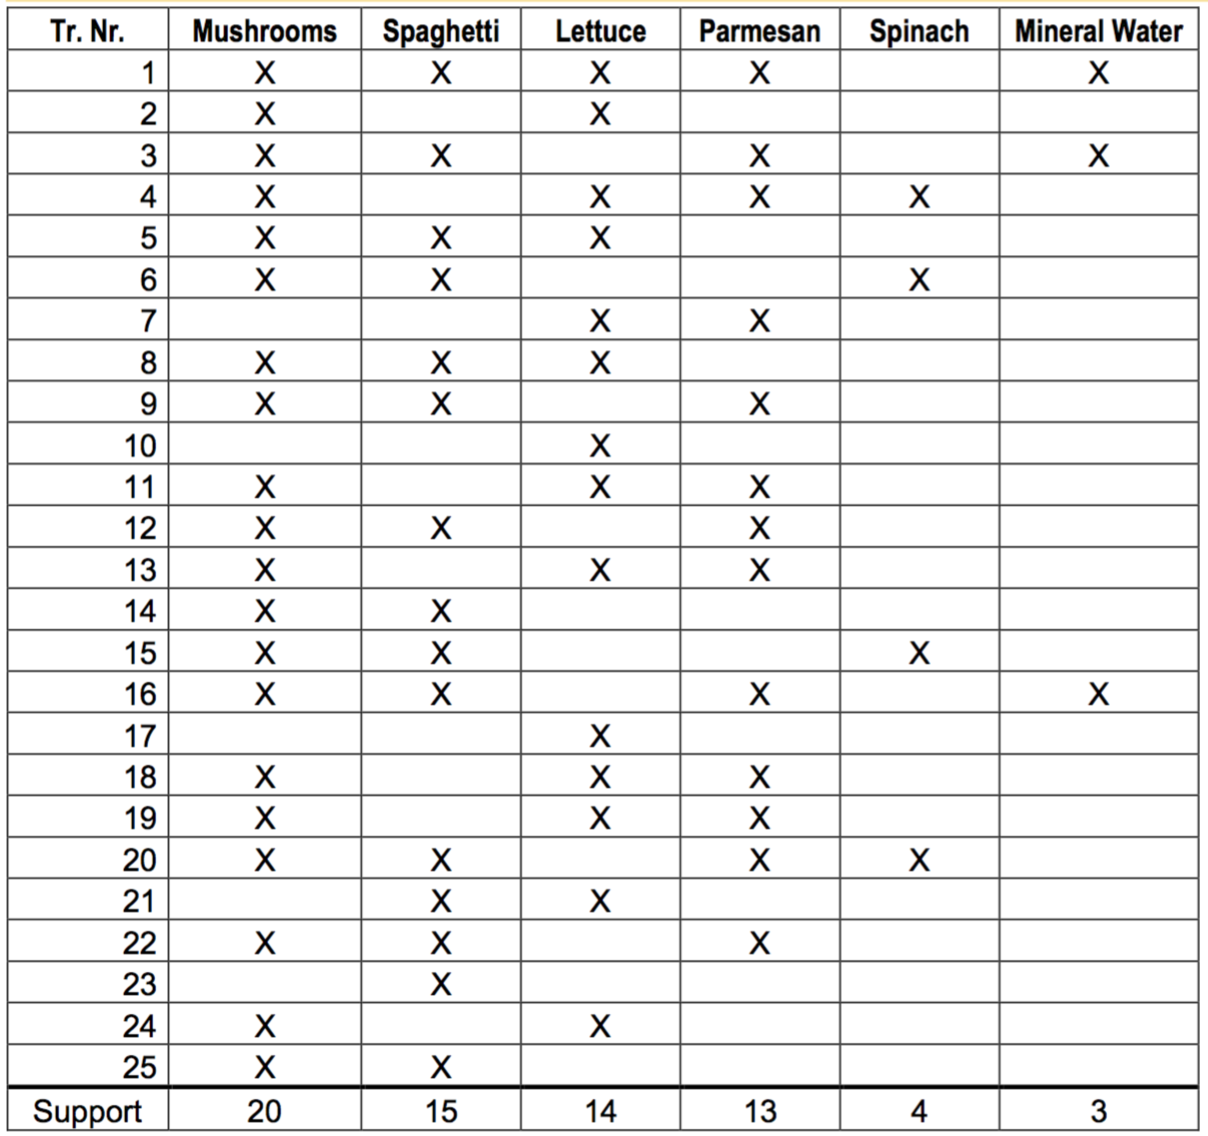 Tr. Nr. Mushrooms Spaghetti Lettuce Parmesan Spinach Mineral Water
1 X X X X X
2 X X
3 X X X X
4 X X X X
5 X X X
6 X X X
7 X X
8 X X X
9 X X X
10 X
11 X X X
12 X X X
13 X X X
14 X X
15 X X X
16 X X X X
17 X
18 X X X
19 X X X
20 X X X X
21 X X
22 X X X
23 X
24 X X
25 X X
Support 20 15 14 13 4 3